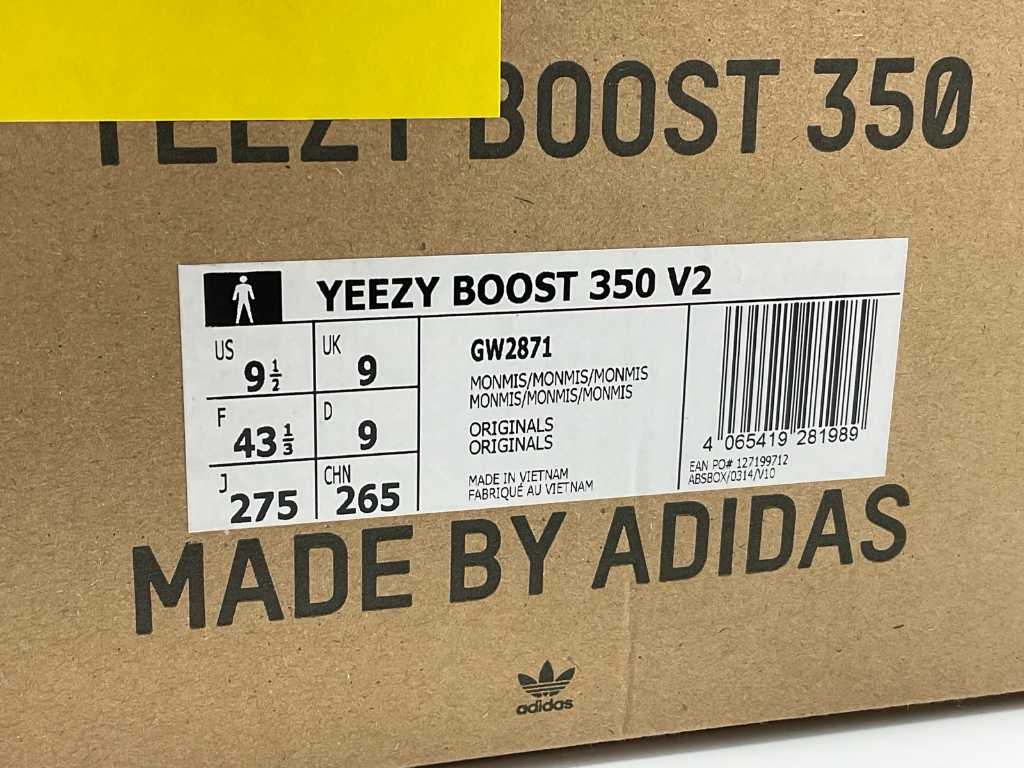 YEEZY BOOST 350
YEEZY BOOST 350 V2
US 9 1/2
UK 9
F 43 1/3
D 9
J 275
CHN 265
GW2871
MONMIS/MONMIS/MONMIS
MONMIS/MONMIS/MONMIS
ORIGINALS
ORIGINALS
MADE IN VIETNAM
FABRIQUÉ AU VIETNAM
4 065419 281989
EAN PO# 127199712
ABSBOX/0314/V10
MADE BY ADIDAS
adidas